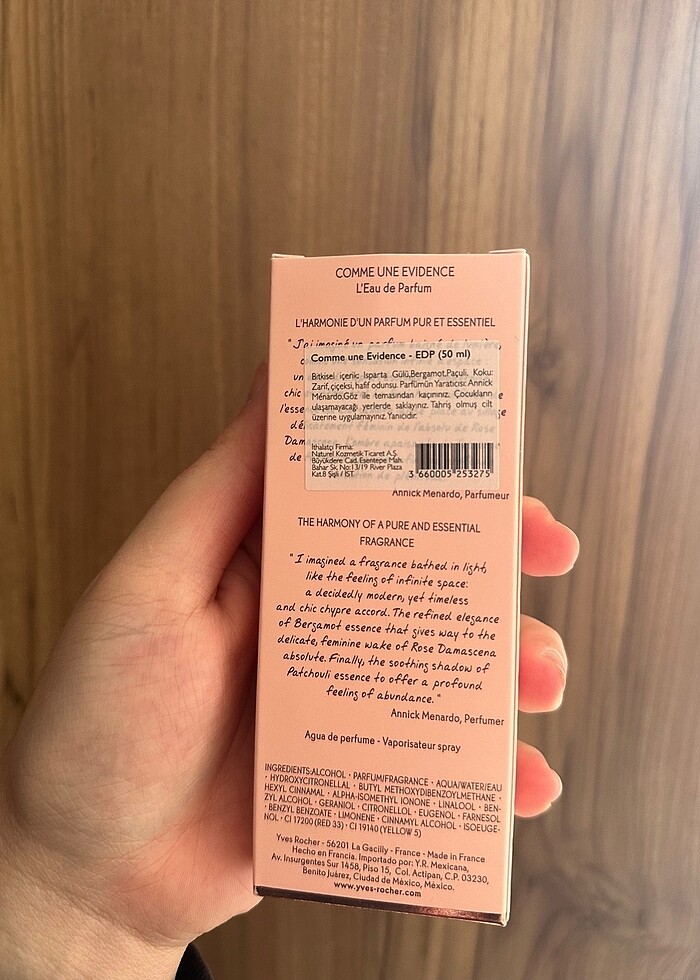 COMME UNE EVIDENCE
L'Eau de Parfum
L'HARMONIE D'UN PARFUM PUR ET ESSENTIEL
"J'ai imaginé un parfum baigné de lumière,
Comme une Evidence - EDP (50 ml)
Bitkisel içerik: Isparta Gülü,Bergamot,Paçuli, Koku:
Zarif, çiçeksi, hafif odunsu. Parfümün Yaratıcısı: Annick
Ménardo.Göz ile temasından kaçınınız. Çocukların
ulaşamayacağı yerlerde saklayınız. Tahriş olmuş cilt
üzerine uygulamayınız.Yanıcıdır.
İthalatçı Firma:
Naturel Kozmetik Ticaret A.Ş.
Büyükdere Cad. Esentepe Mah.
Bahar Sk. No:13/19 River Plaza
Kat:8 Şişli / İST.
3 660005 253275
Annick Menardo, Parfumeur
THE HARMONY OF A PURE AND ESSENTIAL
FRAGRANCE
"I imagined a fragrance bathed in light,
like the feeling of infinite space:
a decidedly modern, yet timeless
and chic chypre accord. The refined elegance
of Bergamot essence that gives way to the
delicate, feminine wake of Rose Damascena
absolute. Finally, the soothing shadow of
Patchouli essence to offer a profound
feeling of abundance."
Annick Menardo, Perfumer
Agua de perfume - Vaporisateur spray
INGREDIENTS:ALCOHOL • PARFUM/FRAGRANCE • AQUA/WATER/EAU
• HYDROXYCITRONELLAL • BUTYL METHOXYDIBENZOYLMETHANE •
HEXYL CINNAMAL • ALPHA-ISOMETHYL IONONE • LINALOOL • BEN-
ZYL ALCOHOL • GERANIOL • CITRONELLOL • EUGENOL • FARNESOL
• BENZYL BENZOATE • LIMONENE • CINNAMYL ALCOHOL • ISOEUGE-
NOL • CI 17200 (RED 33) • CI 19140 (YELLOW 5)
Yves Rocher - 56201 La Gacilly - France - Made in France
Hecho en Francia. Importado por: Y.R. Mexicana,
Av. Insurgentes Sur 1458, Piso 15, Col. Actipan, C.P. 03230,
Benito Juárez, Ciudad de México, México.
www.yves-rocher.com